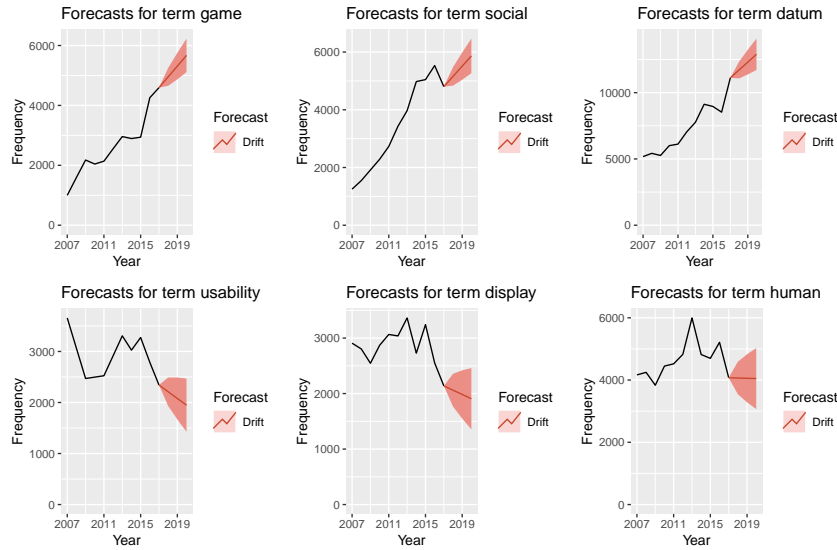 Forecasts for term game
6000
4000
2000
0
Frequency
2007 2011 2015 2019
Year
Forecast
Drift
Forecasts for term social
6000
4000
2000
0
Frequency
2007 2011 2015 2019
Year
Forecast
Drift
Forecasts for term datum
10000
5000
0
Frequency
2007 2011 2015 2019
Year
Forecast
Drift
Forecasts for term usability
3000
2000
1000
0
Frequency
2007 2011 2015 2019
Year
Forecast
Drift
Forecasts for term display
3000
2000
1000
0
Frequency
2007 2011 2015 2019
Year
Forecast
Drift
Forecasts for term human
6000
4000
2000
0
Frequency
2007 2011 2015 2019
Year
Forecast
Drift